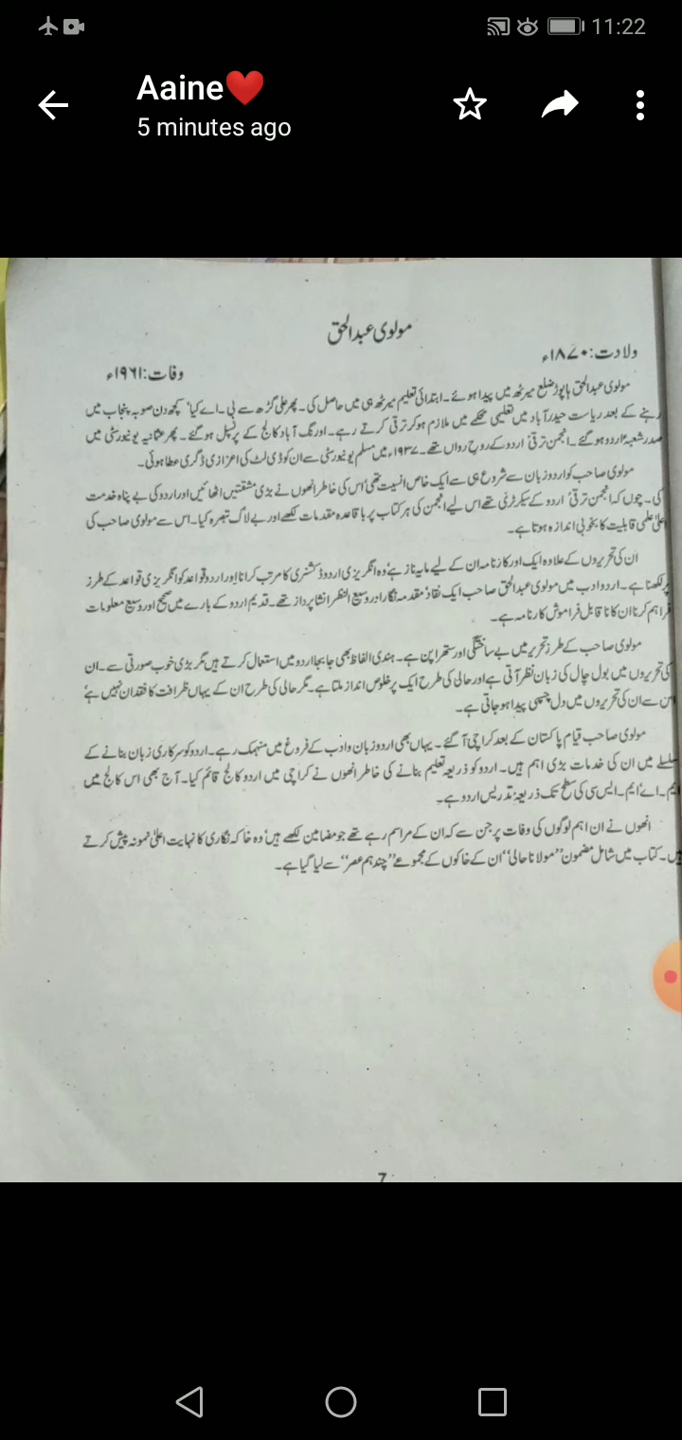 11:22
Aaine❤️
5 minutes ago
مولوی عبدالحق
ولادت: ۱۸۷۰ء
وفات: ۱۹۶۱ء
مولوی عبدالحق ہاپوڑ ضلع میرٹھ میں پیدا ہوئے۔ ابتدائی تعلیم میرٹھ ہی میں حاصل کی۔ پھر علی گڑھ سے بی۔ اے کیا۔ کچھ دن صوبہ پنجاب میں
رہنے کے بعد ریاست حیدر آباد میں تعلیمی محکمے میں ملازم ہو کر ترقی کرتے رہے۔ اورنگ آباد کالج کے پرنسپل ہو گئے۔ پھر عثمانیہ یونیورسٹی میں
صدر شعبۂ اردو ہو گئے۔ انجمن ترقیٔ اردو کے روحِ رواں تھے۔ ۱۹۳۷ء میں مسلم یونیورسٹی سے ان کو ڈی لٹ کی اعزازی ڈگری عطا ہوئی۔
مولوی صاحب کو اردو زبان سے شروع ہی سے ایک خاص انسیت تھی اُس کی خاطر انھوں نے بڑی مشقتیں اٹھائیں اور اردو کی بے پناہ خدمت
کی۔ چوں کہ انجمن ترقیٔ اردو کے سیکرٹری تھے اس لیے انجمن کی ہر کتاب پر باقاعدہ مقدمات لکھے اور بے لاگ تبصرہ کیا۔ اس سے مولوی صاحب کی
اعلیٰ علمی قابلیت کا بخوبی اندازہ ہوتا ہے۔
ان کی تحریروں کے علاوہ ایک اور کارنامہ ان کے لیے مایہ ناز ہے، وہ انگریزی اردو ڈکشنری کا مرتب کرانا اور اردو قواعد کو انگریزی قواعد کے طرز
پر لکھنا ہے۔ اردو ادب میں مولوی عبدالحق صاحب ایک نقاد، مقدمہ نگار اور وسیع النظر انشا پرداز تھے۔ قدیم اردو کے بارے میں صحیح اور وسیع معلومات
فراہم کرنا ان کا ناقابل فراموش کارنامہ ہے۔
مولوی صاحب کے طرز تحریر میں بے ساختگی اور ستھرا پن ہے۔ ہندی الفاظ بھی جابجا اردو میں استعمال کرتے ہیں مگر بڑی خوب صورتی سے۔ ان
کی تحریروں میں بول چال کی زبان نظر آتی ہے اور حالی کی طرح ایک پر خلوص انداز ملتا ہے۔ مگر حالی کی طرح ان کے یہاں ظرافت کا فقدان نہیں ہے،
اس سے ان کی تحریروں میں دل چسپی پیدا ہو جاتی ہے۔
مولوی صاحب قیام پاکستان کے بعد کراچی آ گئے۔ یہاں بھی اردو زبان و ادب کے فروغ میں منہمک رہے۔ اردو کو سرکاری زبان بنانے کے
سلسلے میں ان کی خدمات بڑی اہم ہیں۔ اردو کو ذریعہ تعلیم بنانے کی خاطر انھوں نے کراچی میں اردو کالج قائم کیا۔ آج بھی اس کالج میں
ایم۔ اے، ایم۔ ایس سی کی سطح تک ذریعہ تدریس اردو ہے۔
انھوں نے ان اہم لوگوں کی وفات پر جن سے کہ ان کے مراسم رہے تھے جو مضامین لکھے ہیں، وہ خاکہ نگاری کا نہایت اعلیٰ نمونہ پیش کرتے
ہیں۔ کتاب میں شامل مضمون ”مولانا حالی“ ان کے خاکوں کے مجموعے ”چند ہم عصر“ سے لیا گیا ہے۔
7